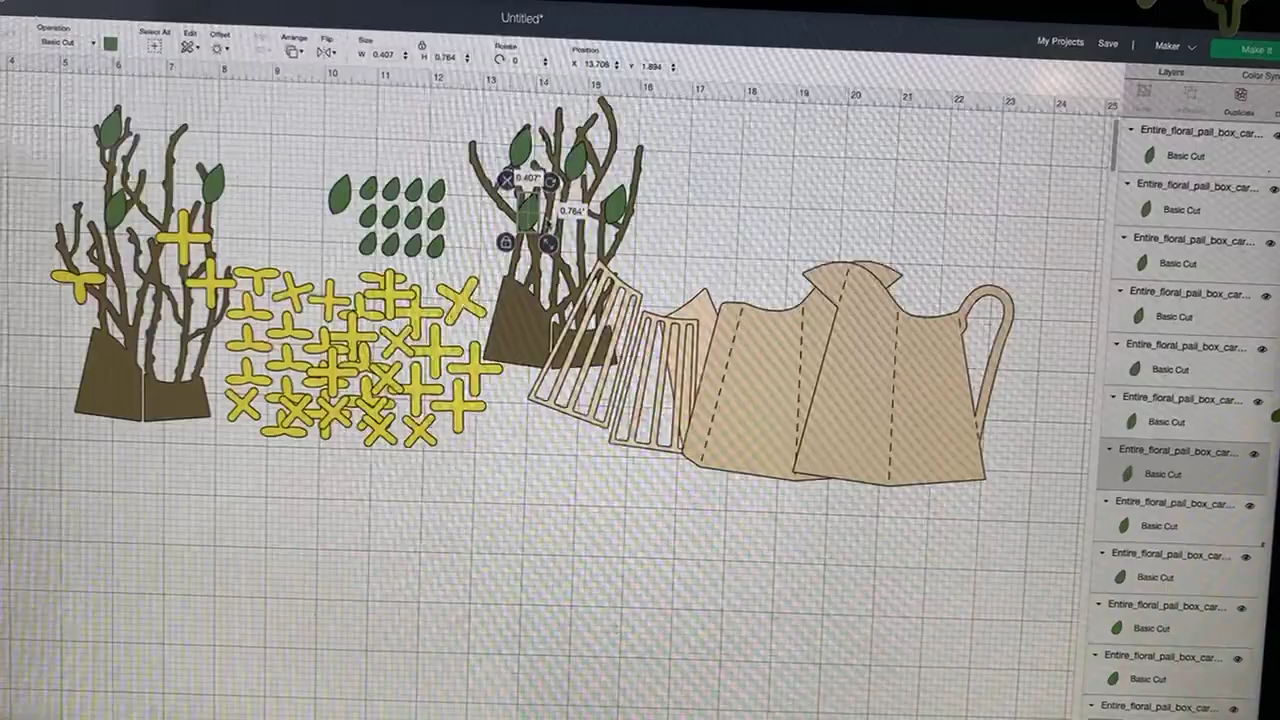 Untitled*
My Projects Save | Maker Make It
Operation Select All Edit Offset Arrange Flip Size Rotate Position
Basic Cut W 0.407 H 0.764 0 X 13.706 Y 1.894
Layers Color Syn
Duplicate
4 5 6 7 8 9 10 11 12 13 14 15 16 17 18 19 20 21 22 23 24 25
0.407"
0.764"
Entire_floral_pail_box_car...
Basic Cut
Entire_floral_pail_box_car...
Basic Cut
Entire_floral_pail_box_car...
Basic Cut
Entire_floral_pail_box_car...
Basic Cut
Entire_floral_pail_box_car...
Basic Cut
Entire_floral_pail_box_car...
Basic Cut
Entire_floral_pail_box_car...
Basic Cut
Entire_floral_pail_box_car...
Basic Cut
Entire_floral_pail_box_car...
Basic Cut
Entire_floral_pail_box_car...
Basic Cut
Entire_floral_pail_box_car...
Basic Cut
Entire_floral_pail_box_car...